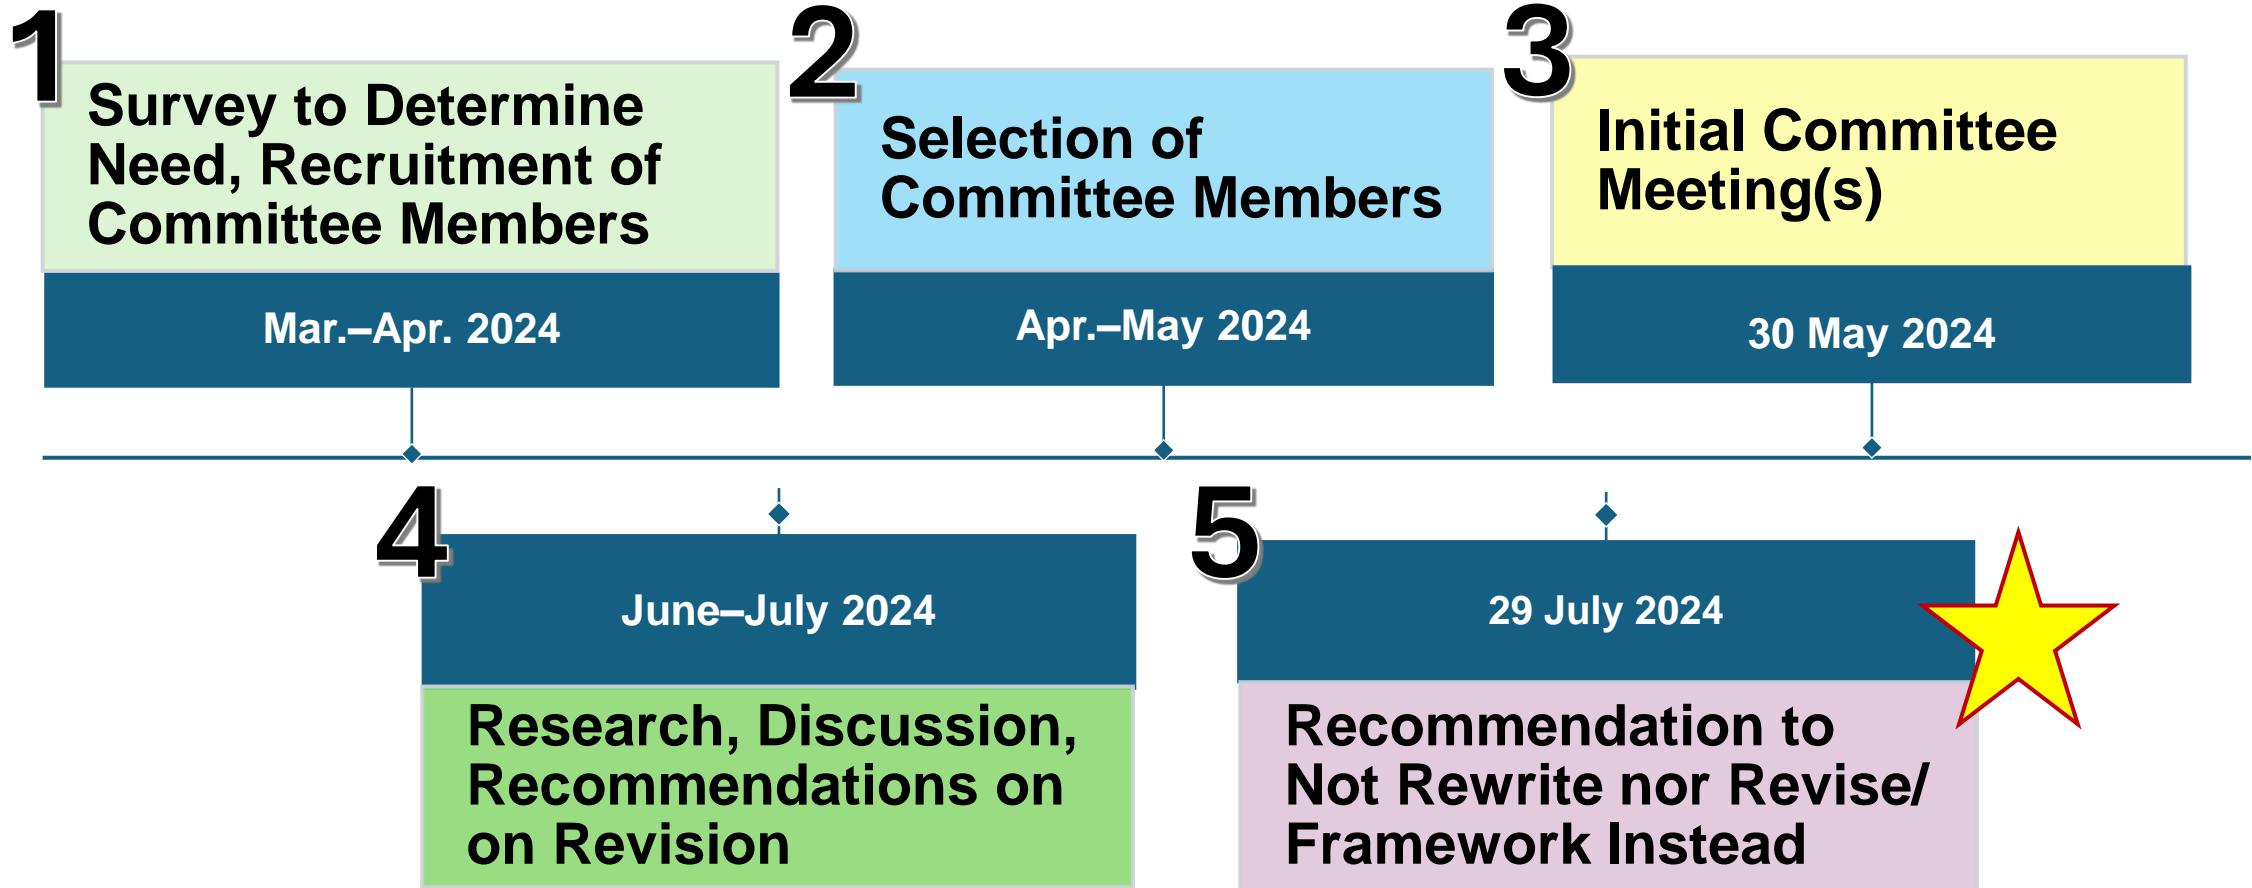 1
Survey to Determine
Need, Recruitment of
Committee Members
Mar.–Apr. 2024
2
Selection of
Committee Members
Apr.–May 2024
3
Initial Committee
Meeting(s)
30 May 2024
4
June–July 2024
Research, Discussion,
Recommendations on
on Revision
5
29 July 2024
Recommendation to
Not Rewrite nor Revise/
Framework Instead